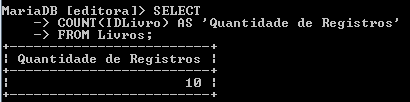 MariaDB [editora]> SELECT
    -> COUNT(IDLivro) AS 'Quantidade de Registros'
    -> FROM Livros;
+-------------------------+
| Quantidade de Registros |
+-------------------------+
|                      10 |
+-------------------------+